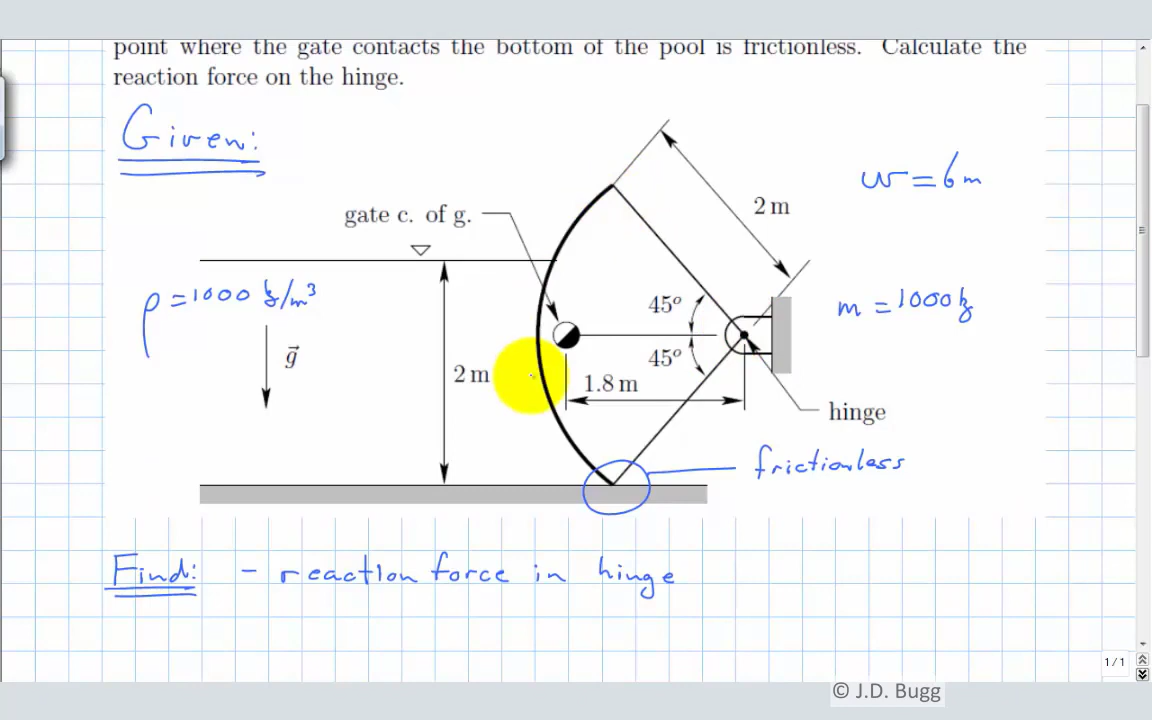 point where the gate contacts the bottom of the pool is frictionless. Calculate the
reaction force on the hinge.
Given:
w = 6 m
2 m
gate c. of g.
ρ = 1000 kg/m³
45°
m = 1000 kg
g⃗
2 m
45°
1.8 m
hinge
frictionless
Find: - reaction force in hinge
1/1
© J.D. Bugg